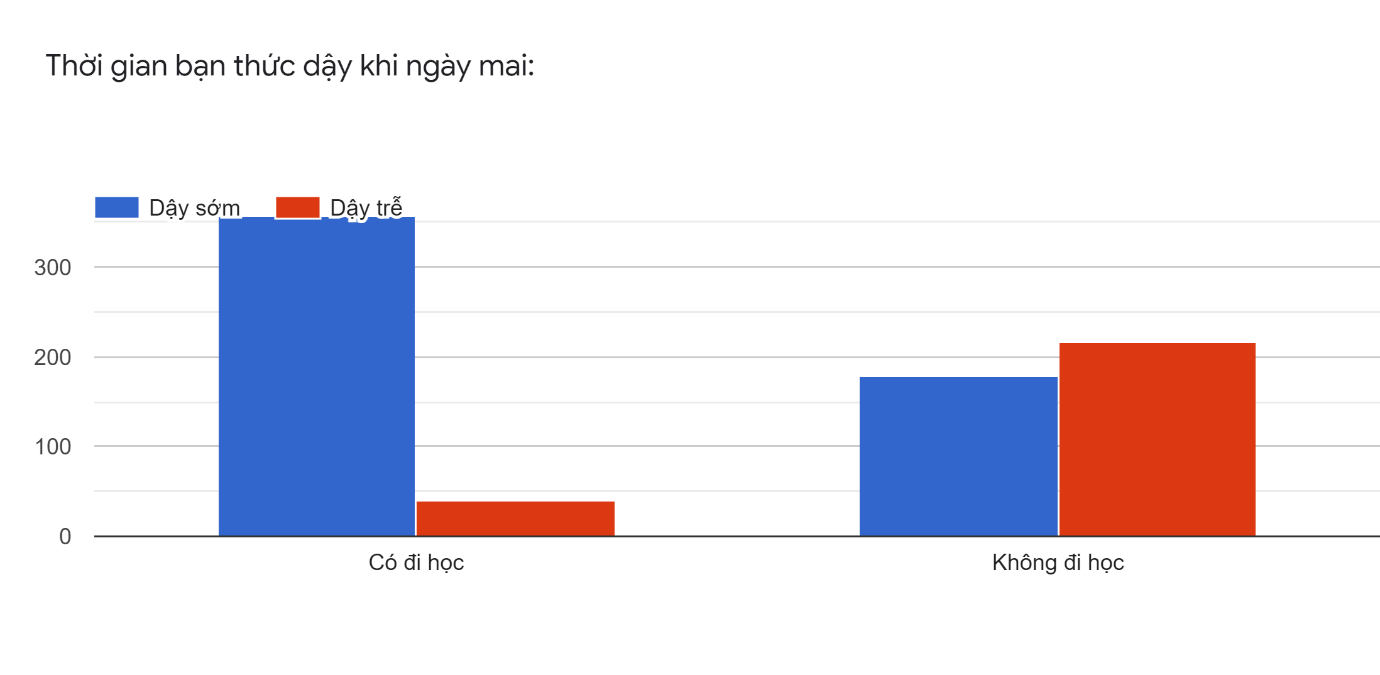 Thời gian bạn thức dậy khi ngày mai:
Dậy sớm Dậy trễ
300
200
100
0
Có đi học Không đi học